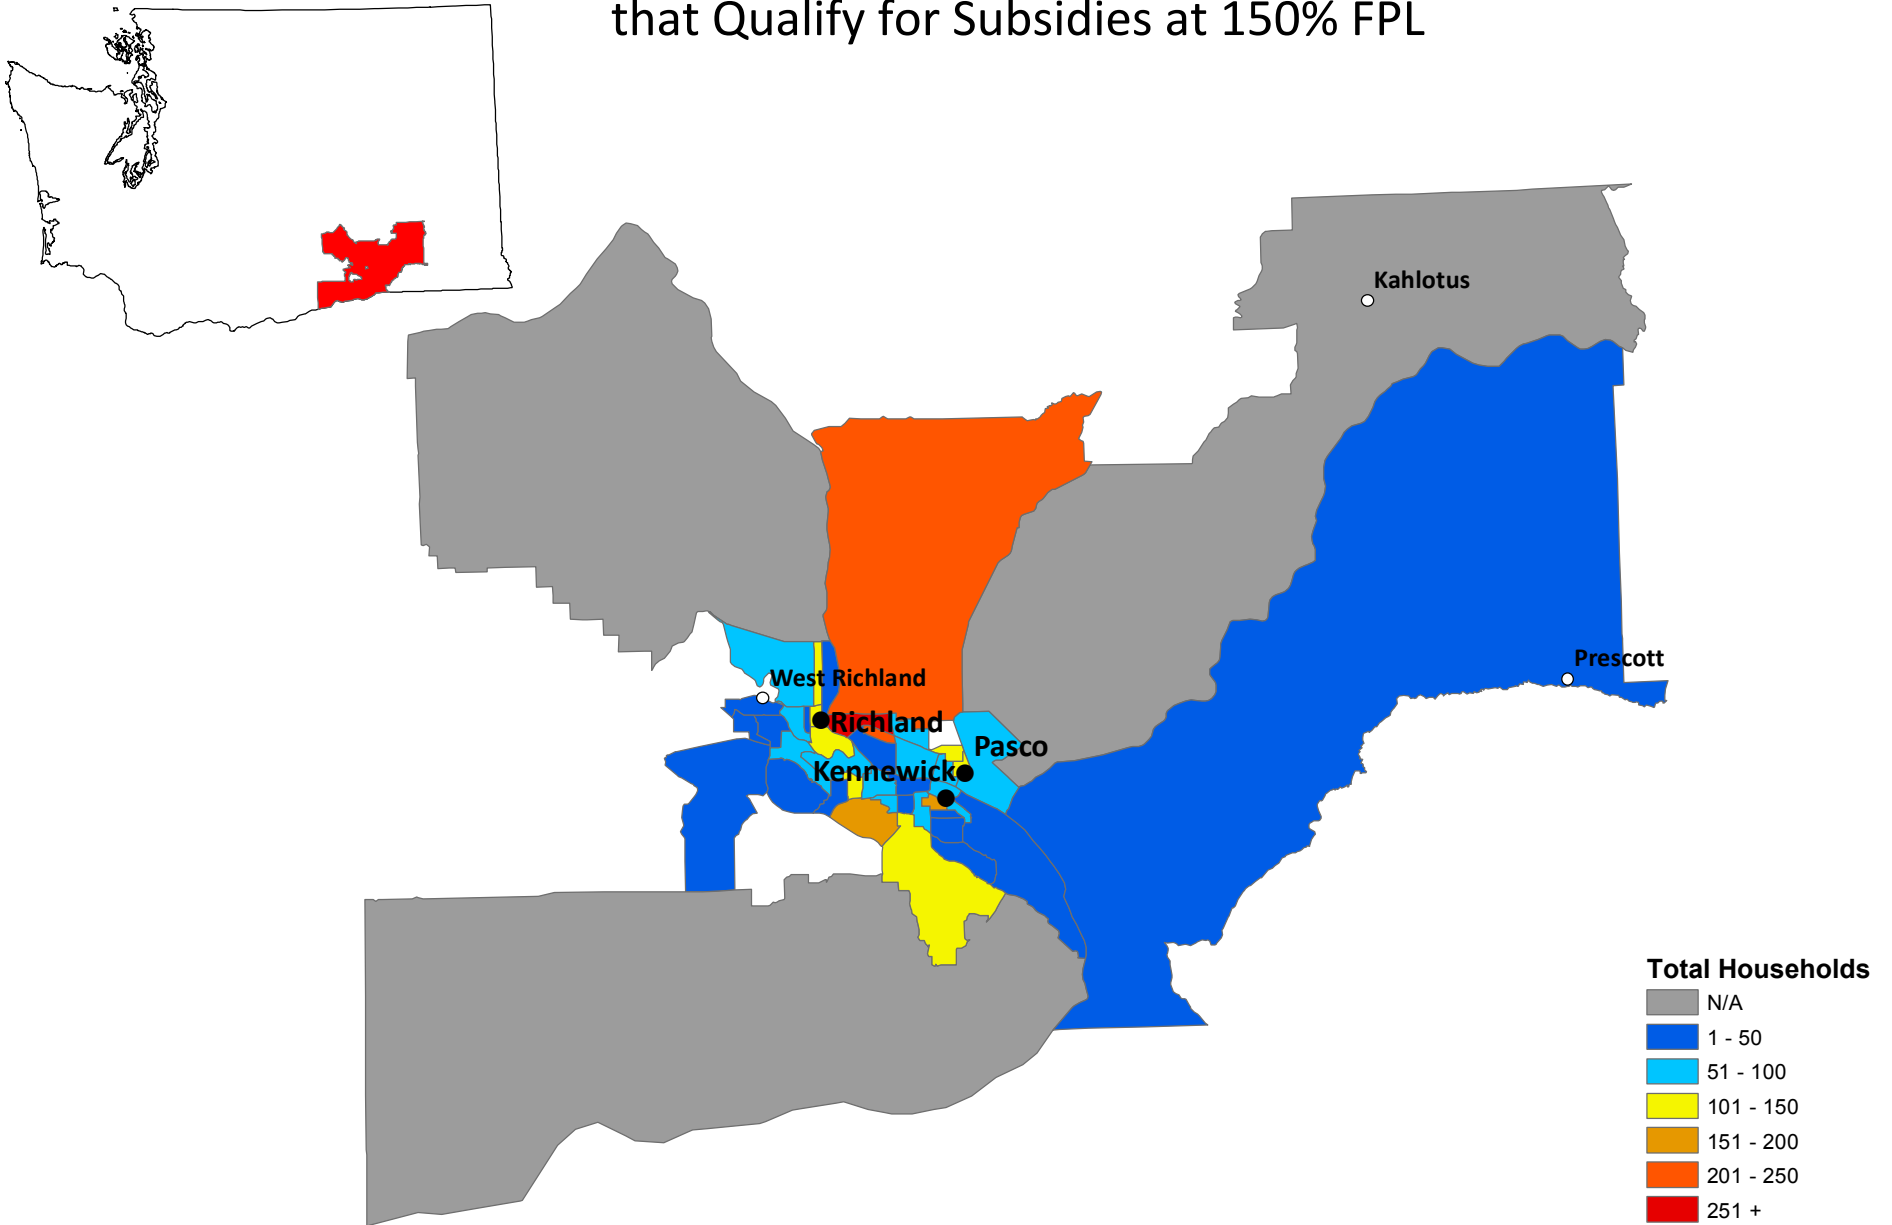 that Qualify for Subsidies at 150% FPL
Kahlotus
Prescott
West Richland
Richland
Pasco
Kennewick
Total Households
N/A
1 - 50
51 - 100
101 - 150
151 - 200
201 - 250
251 +